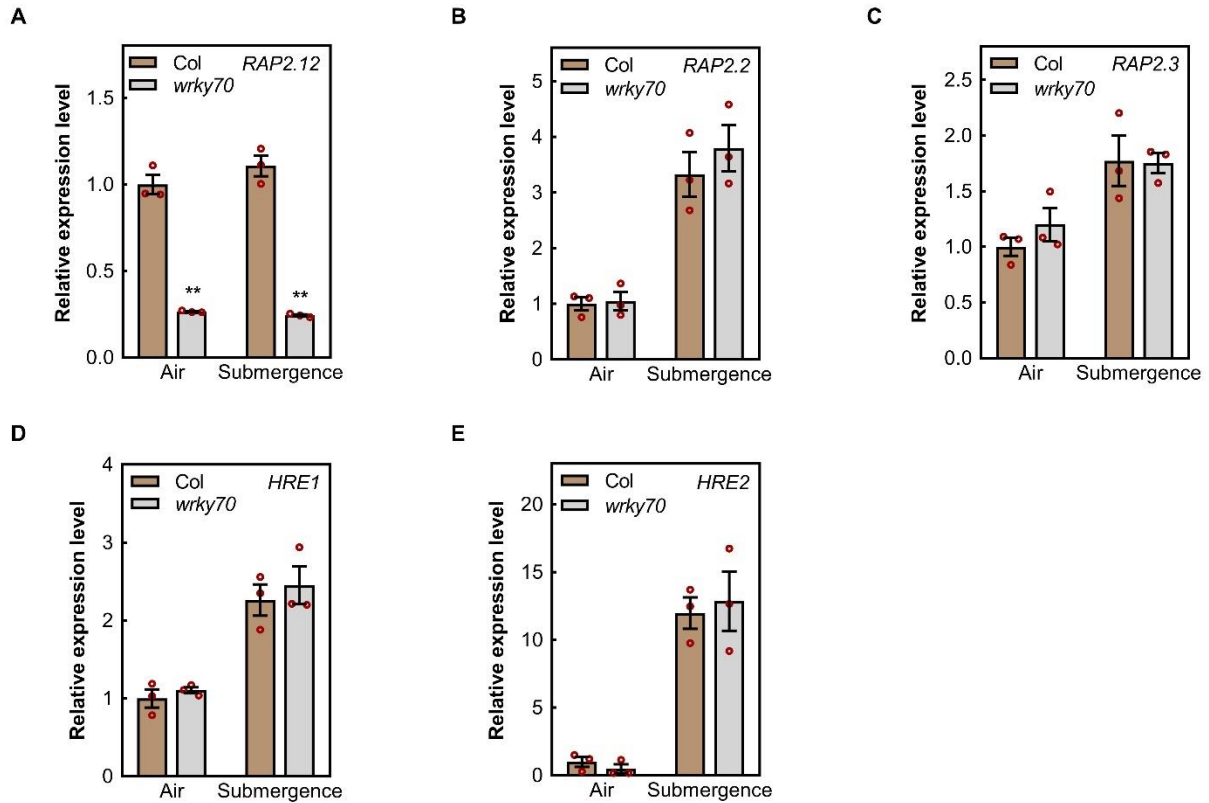 A
Relative expression level
1.5
1.0
0.5
0.0
Col RAP2.12
wrky70
**
**
Air Submergence
B
Relative expression level
5
4
3
2
1
0
Col RAP2.2
wrky70
Air Submergence
C
Relative expression level
2.5
2.0
1.5
1.0
0.5
0.0
Col RAP2.3
wrky70
Air Submergence
D
Relative expression level
4
3
2
1
0
Col HRE1
wrky70
Air Submergence
E
Relative expression level
20
15
10
5
0
Col HRE2
wrky70
Air Submergence